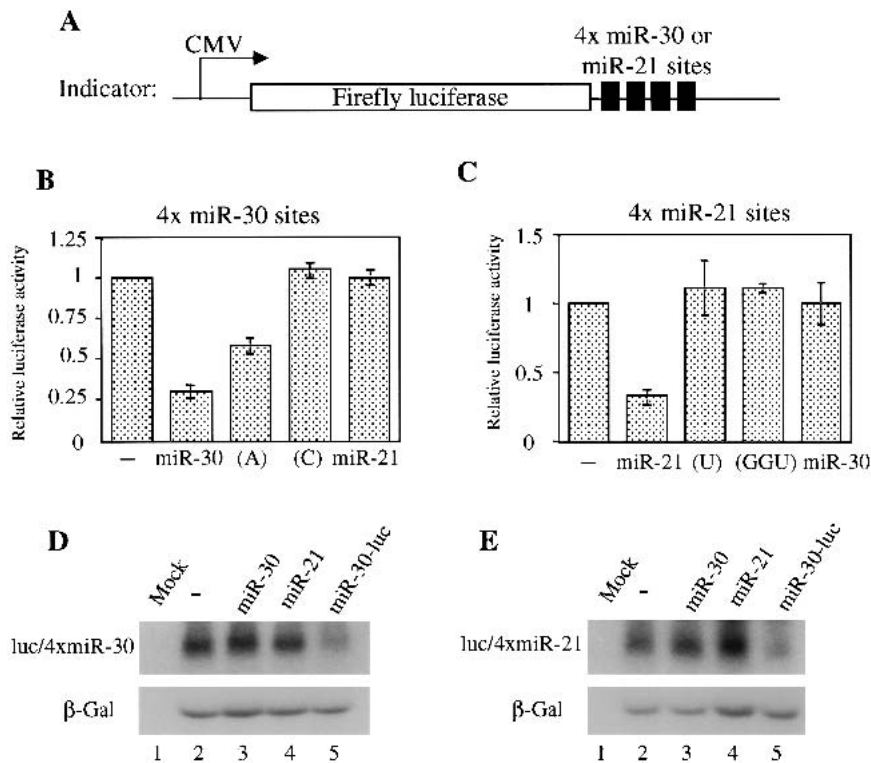 A
CMV
4x miR-30 or
miR-21 sites
Indicator:
Firefly luciferase
B
4x miR-30 sites
Relative luciferase activity
1.25
1
0.75
0.5
0.25
0
– miR-30 (A) (C) miR-21
C
4x miR-21 sites
Relative luciferase activity
1.5
1
0.5
0
– miR-21 (U) (GGU) miR-30
D
Mock - miR-30 miR-21 miR-30-luc
luc/4xmiR-30
β-Gal
1 2 3 4 5
E
Mock - miR-30 miR-21 miR-30-luc
luc/4xmiR-21
β-Gal
1 2 3 4 5